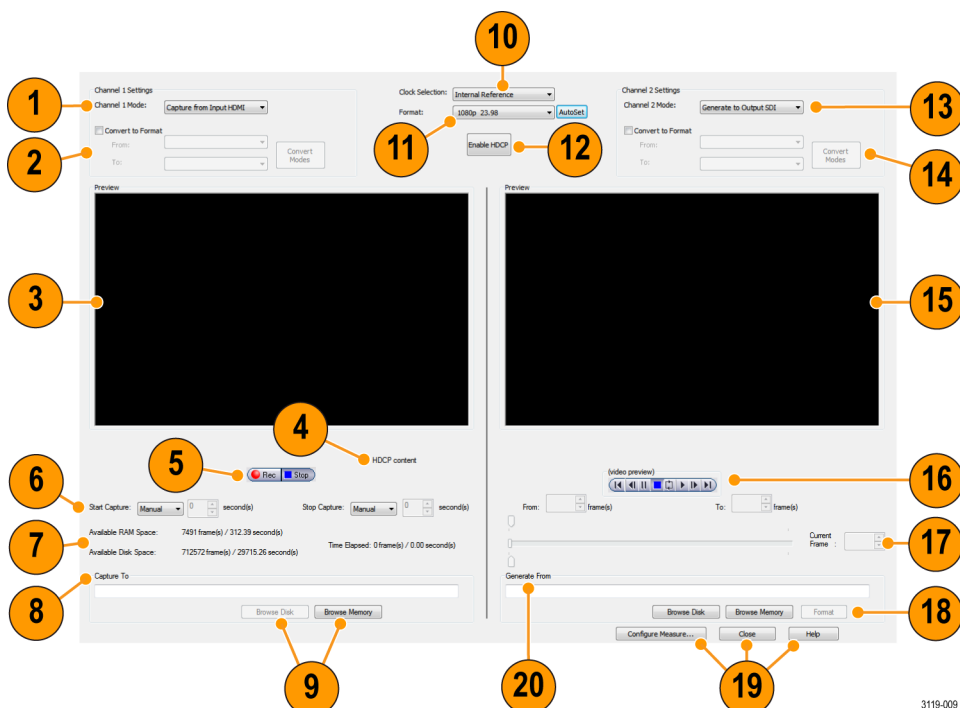 10
1
Channel 1 Settings
Channel 1 Mode: Capture from Input HDMI
Clock Selection: Internal Reference
Format: 1080p 23.98 AutoSet
Channel 2 Settings
Channel 2 Mode: Generate to Output SDI
13
2
Convert to Format
From:
To:
Convert Modes
11
Enable HDCP
12
Convert to Format
From:
To:
Convert Modes
14
Preview
Preview
3
15
4
HDCP content
5
Rec Stop
(video preview)
16
6
Start Capture: Manual 0 second(s)
Stop Capture: Manual 0 second(s)
From: frame(s)
To: frame(s)
7
Available RAM Space: 7491 frame(s) / 312.39 second(s)
Available Disk Space: 712572 frame(s) / 29715.26 second(s)
Time Elapsed: 0 frame(s) / 0.00 second(s)
Current Frame :
17
8
Capture To
Browse Disk Browse Memory
9
Generate From
Browse Disk Browse Memory Format
18
Configure Measure... Close Help
20
19
3119-009